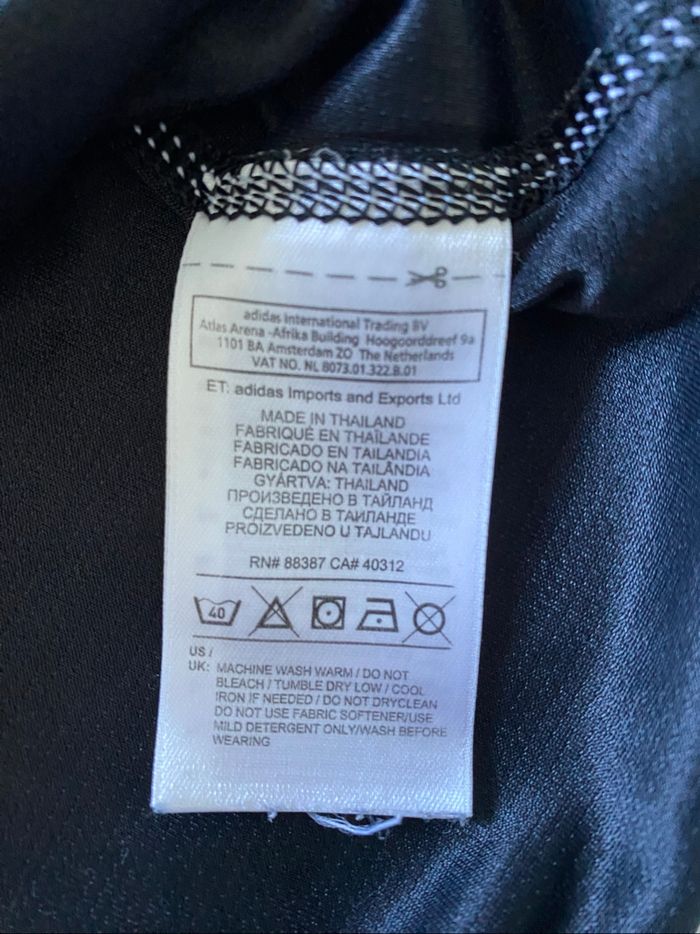 adidas International Trading BV
Atlas Arena -Afrika Building Hoogoorddreef 9a
1101 BA Amsterdam ZO The Netherlands
VAT NO. NL 8073.01.322.B.01
ET: adidas Imports and Exports Ltd
MADE IN THAILAND
FABRIQUÉ EN THAÏLANDE
FABRICADO EN TAILANDIA
FABRICADO NA TAILÂNDIA
GYÁRTVA: THAILAND
ПРОИЗВЕДЕНО В ТАЙЛАНД
СДЕЛАНО В ТАИЛАНДЕ
PROIZVEDENO U TAJLANDU
RN# 88387 CA# 40312
40
US /
UK: MACHINE WASH WARM / DO NOT
BLEACH / TUMBLE DRY LOW / COOL
IRON IF NEEDED / DO NOT DRYCLEAN
DO NOT USE FABRIC SOFTENER/USE
MILD DETERGENT ONLY/WASH BEFORE
WEARING